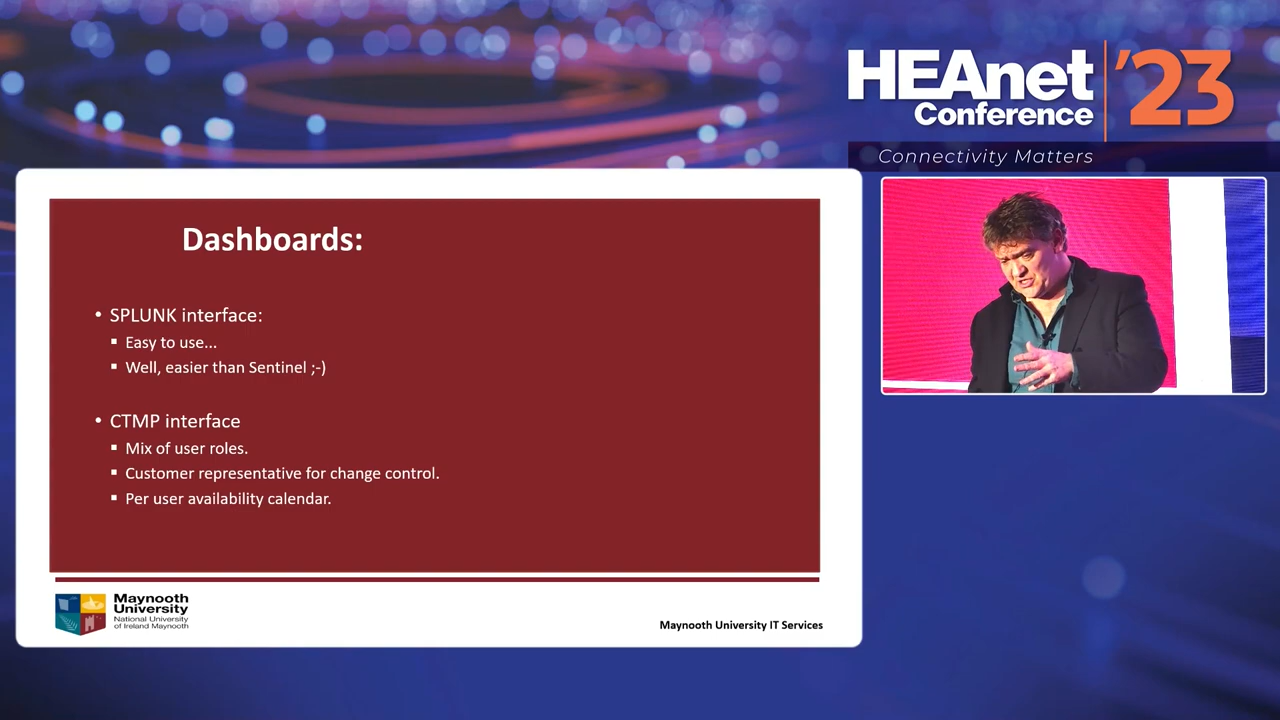 HEAnet
Conference
'23
Connectivity Matters
Dashboards:
• SPLUNK interface:
▪ Easy to use...
▪ Well, easier than Sentinel ;-)
• CTMP interface
▪ Mix of user roles.
▪ Customer representative for change control.
▪ Per user availability calendar.
Maynooth
University
National University
of Ireland Maynooth
Maynooth University IT Services